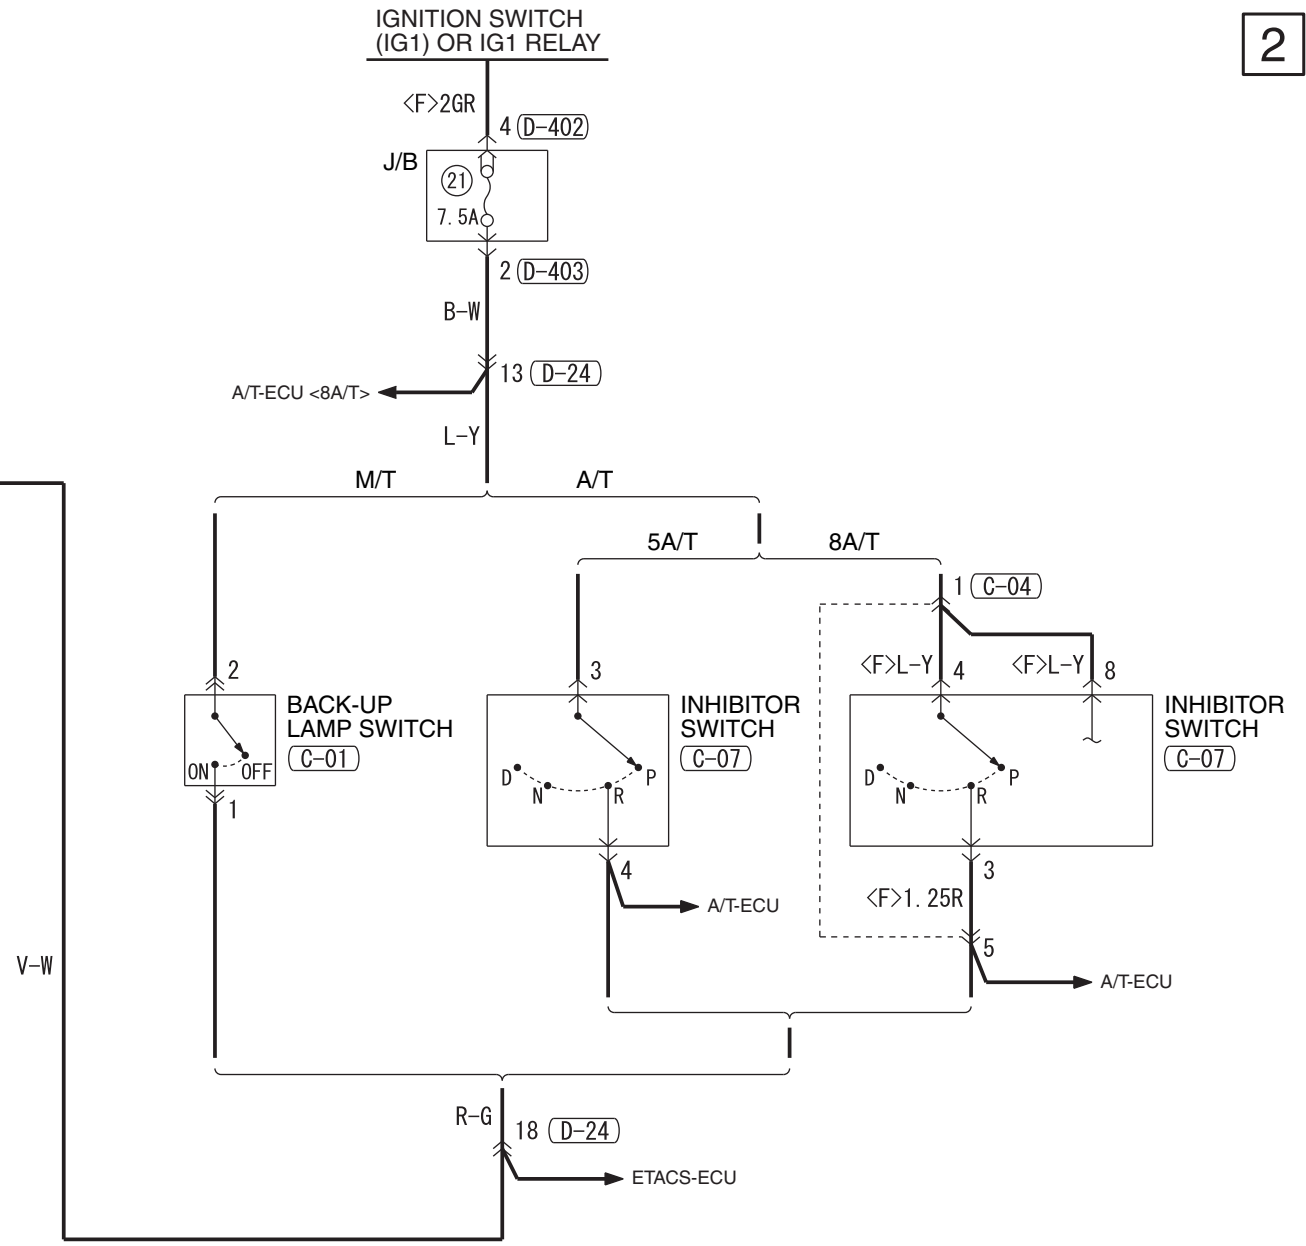 IGNITION SWITCH
(IG1) OR IG1 RELAY
2
<F>2GR
4 D-402
J/B
21
7.5A
2 D-403
B-W
13 D-24
A/T-ECU <8A/T>
L-Y
M/T
A/T
5A/T
8A/T
1 C-04
<F>L-Y
4
<F>L-Y
8
2
3
BACK-UP
LAMP SWITCH
C-01
ON
OFF
1
INHIBITOR
SWITCH
C-07
D
N
R
P
4
A/T-ECU
INHIBITOR
SWITCH
C-07
D
N
R
P
3
<F>1.25R
5
A/T-ECU
V-W
R-G
18 D-24
ETACS-ECU